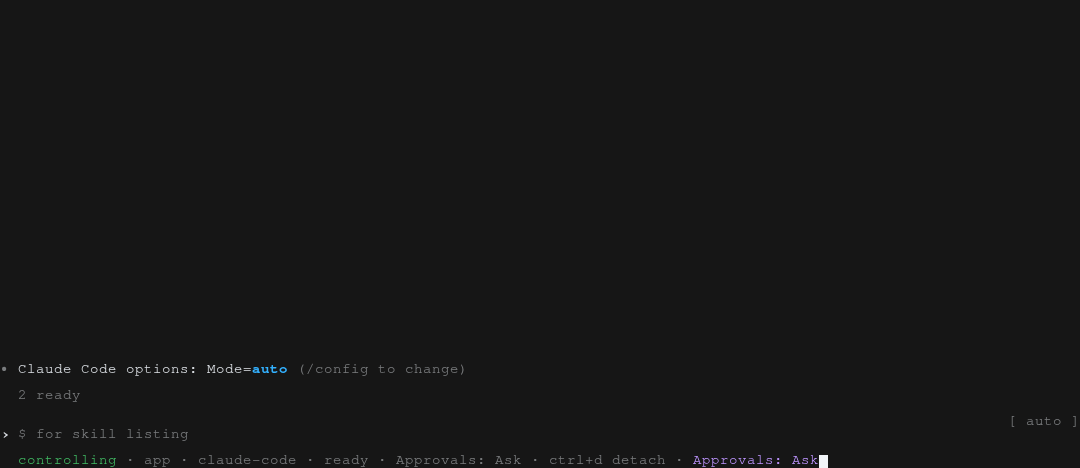 • Claude Code options: Mode=auto (/config to change)
2 ready
[ auto ]
› $ for skill listing
controlling · app · claude-code · ready · Approvals: Ask · ctrl+d detach · Approvals: Ask